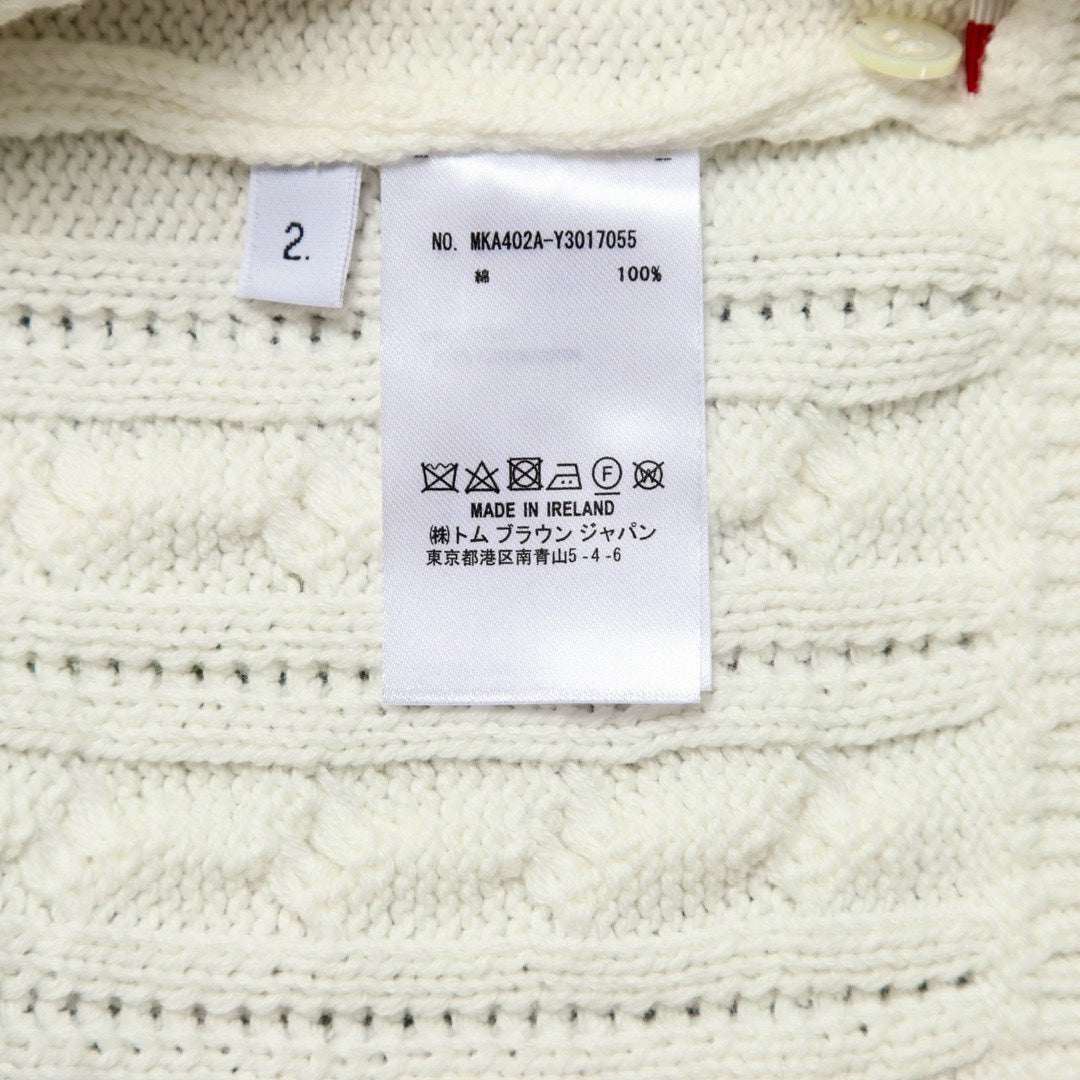 2.
NO. MKA402A-Y3017055
綿 100%
F
W
MADE IN IRELAND
㈱トム ブラウン ジャパン
東京都港区南青山5-4-6